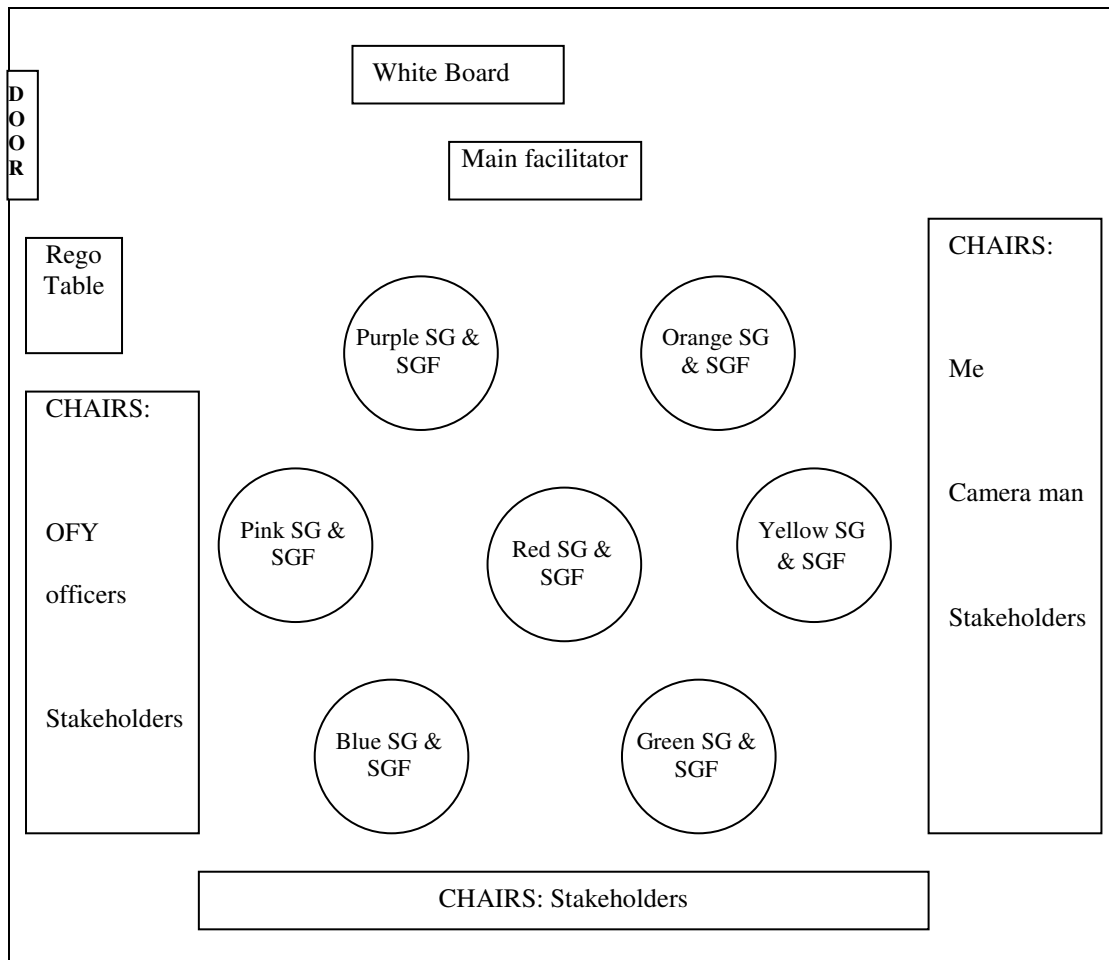 White Board
D
O
O
R
Main facilitator
Rego
Table
CHAIRS:
Me
Camera man
Stakeholders
Purple SG &
SGF
Orange SG
& SGF
CHAIRS:
OFY
officers
Stakeholders
Pink SG &
SGF
Red SG &
SGF
Yellow SG
& SGF
Blue SG &
SGF
Green SG &
SGF
CHAIRS: Stakeholders